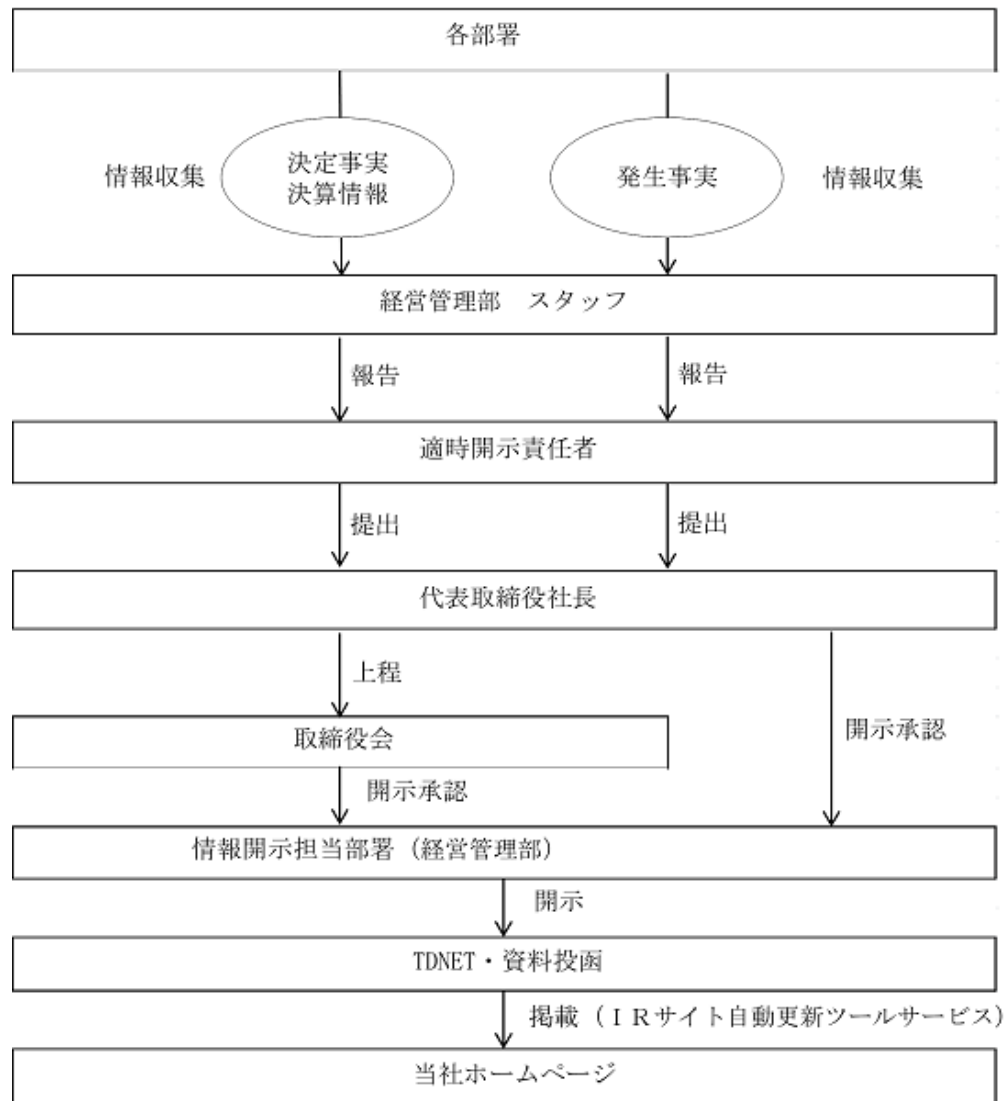 各部署
情報収集
決定事実
決算情報
発生事実
情報収集
経営管理部　スタッフ
報告
報告
適時開示責任者
提出
提出
代表取締役社長
上程
開示承認
取締役会
開示承認
情報開示担当部署（経営管理部）
開示
TDNET・資料投函
掲載（ＩＲサイト自動更新ツールサービス）
当社ホームページ